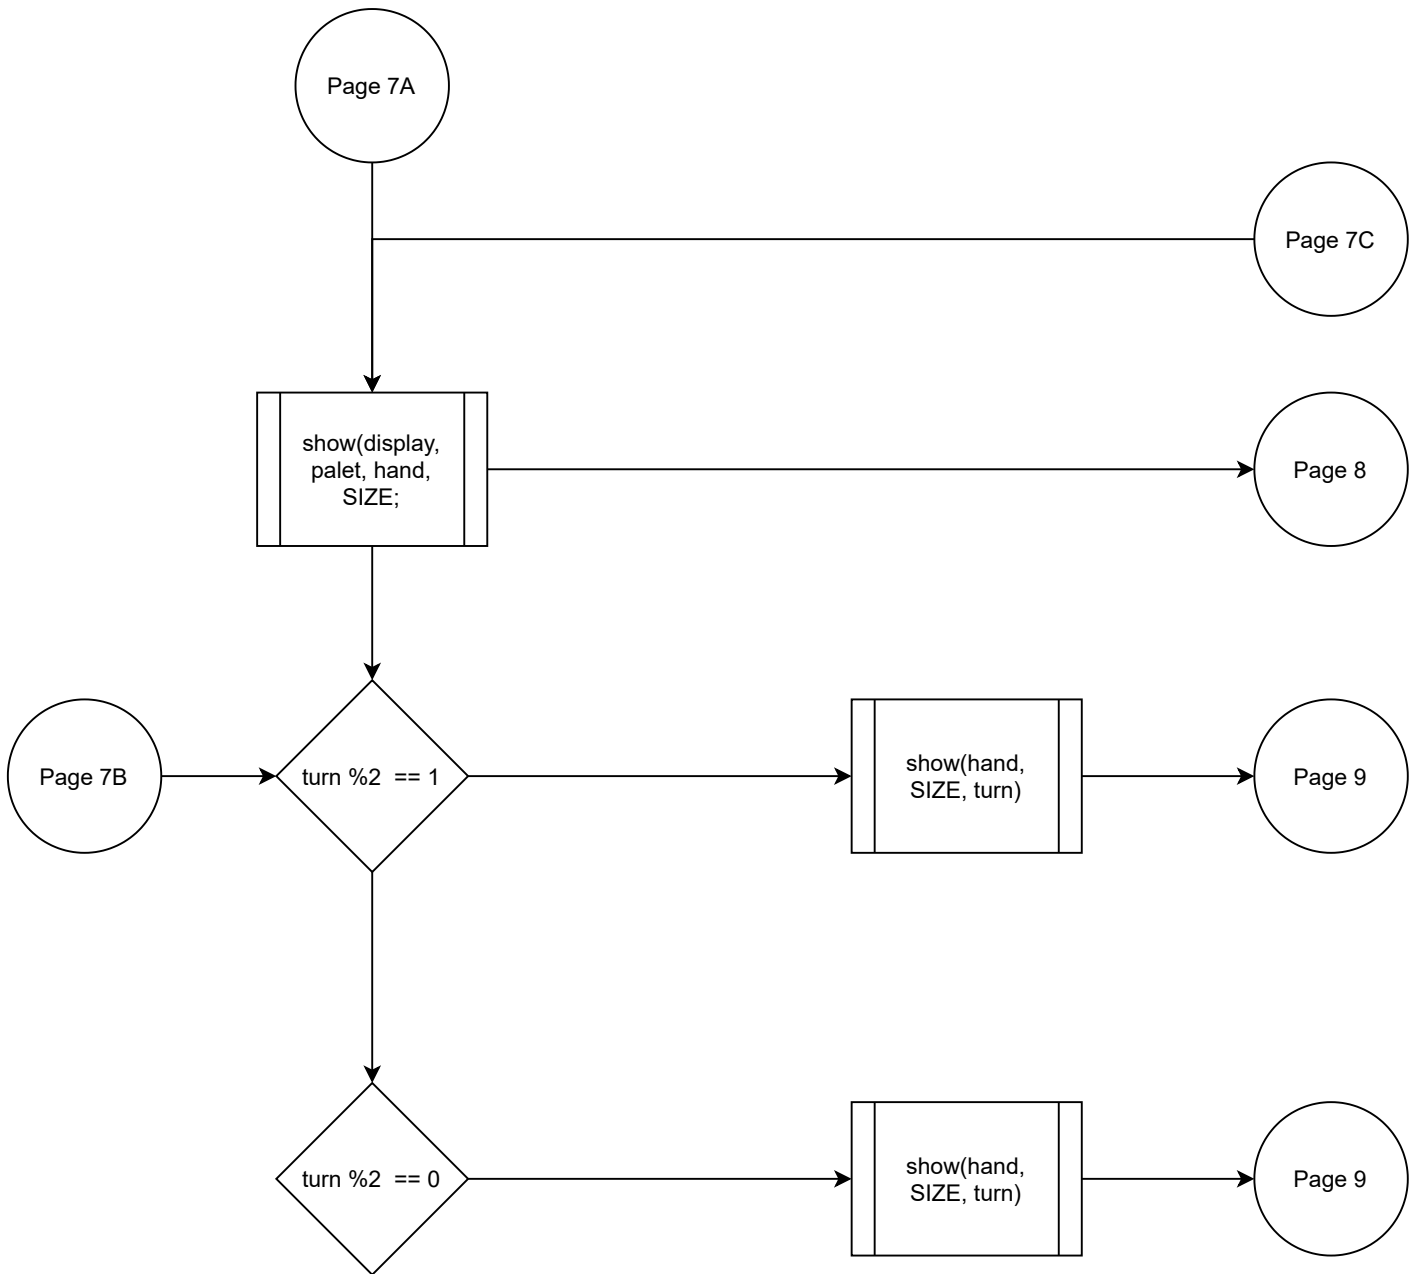 Page 7A
Page 7C
show(display,
palet, hand,
SIZE;
Page 8
Page 7B
turn %2  == 1
show(hand,
SIZE, turn)
Page 9
turn %2  == 0
show(hand,
SIZE, turn)
Page 9